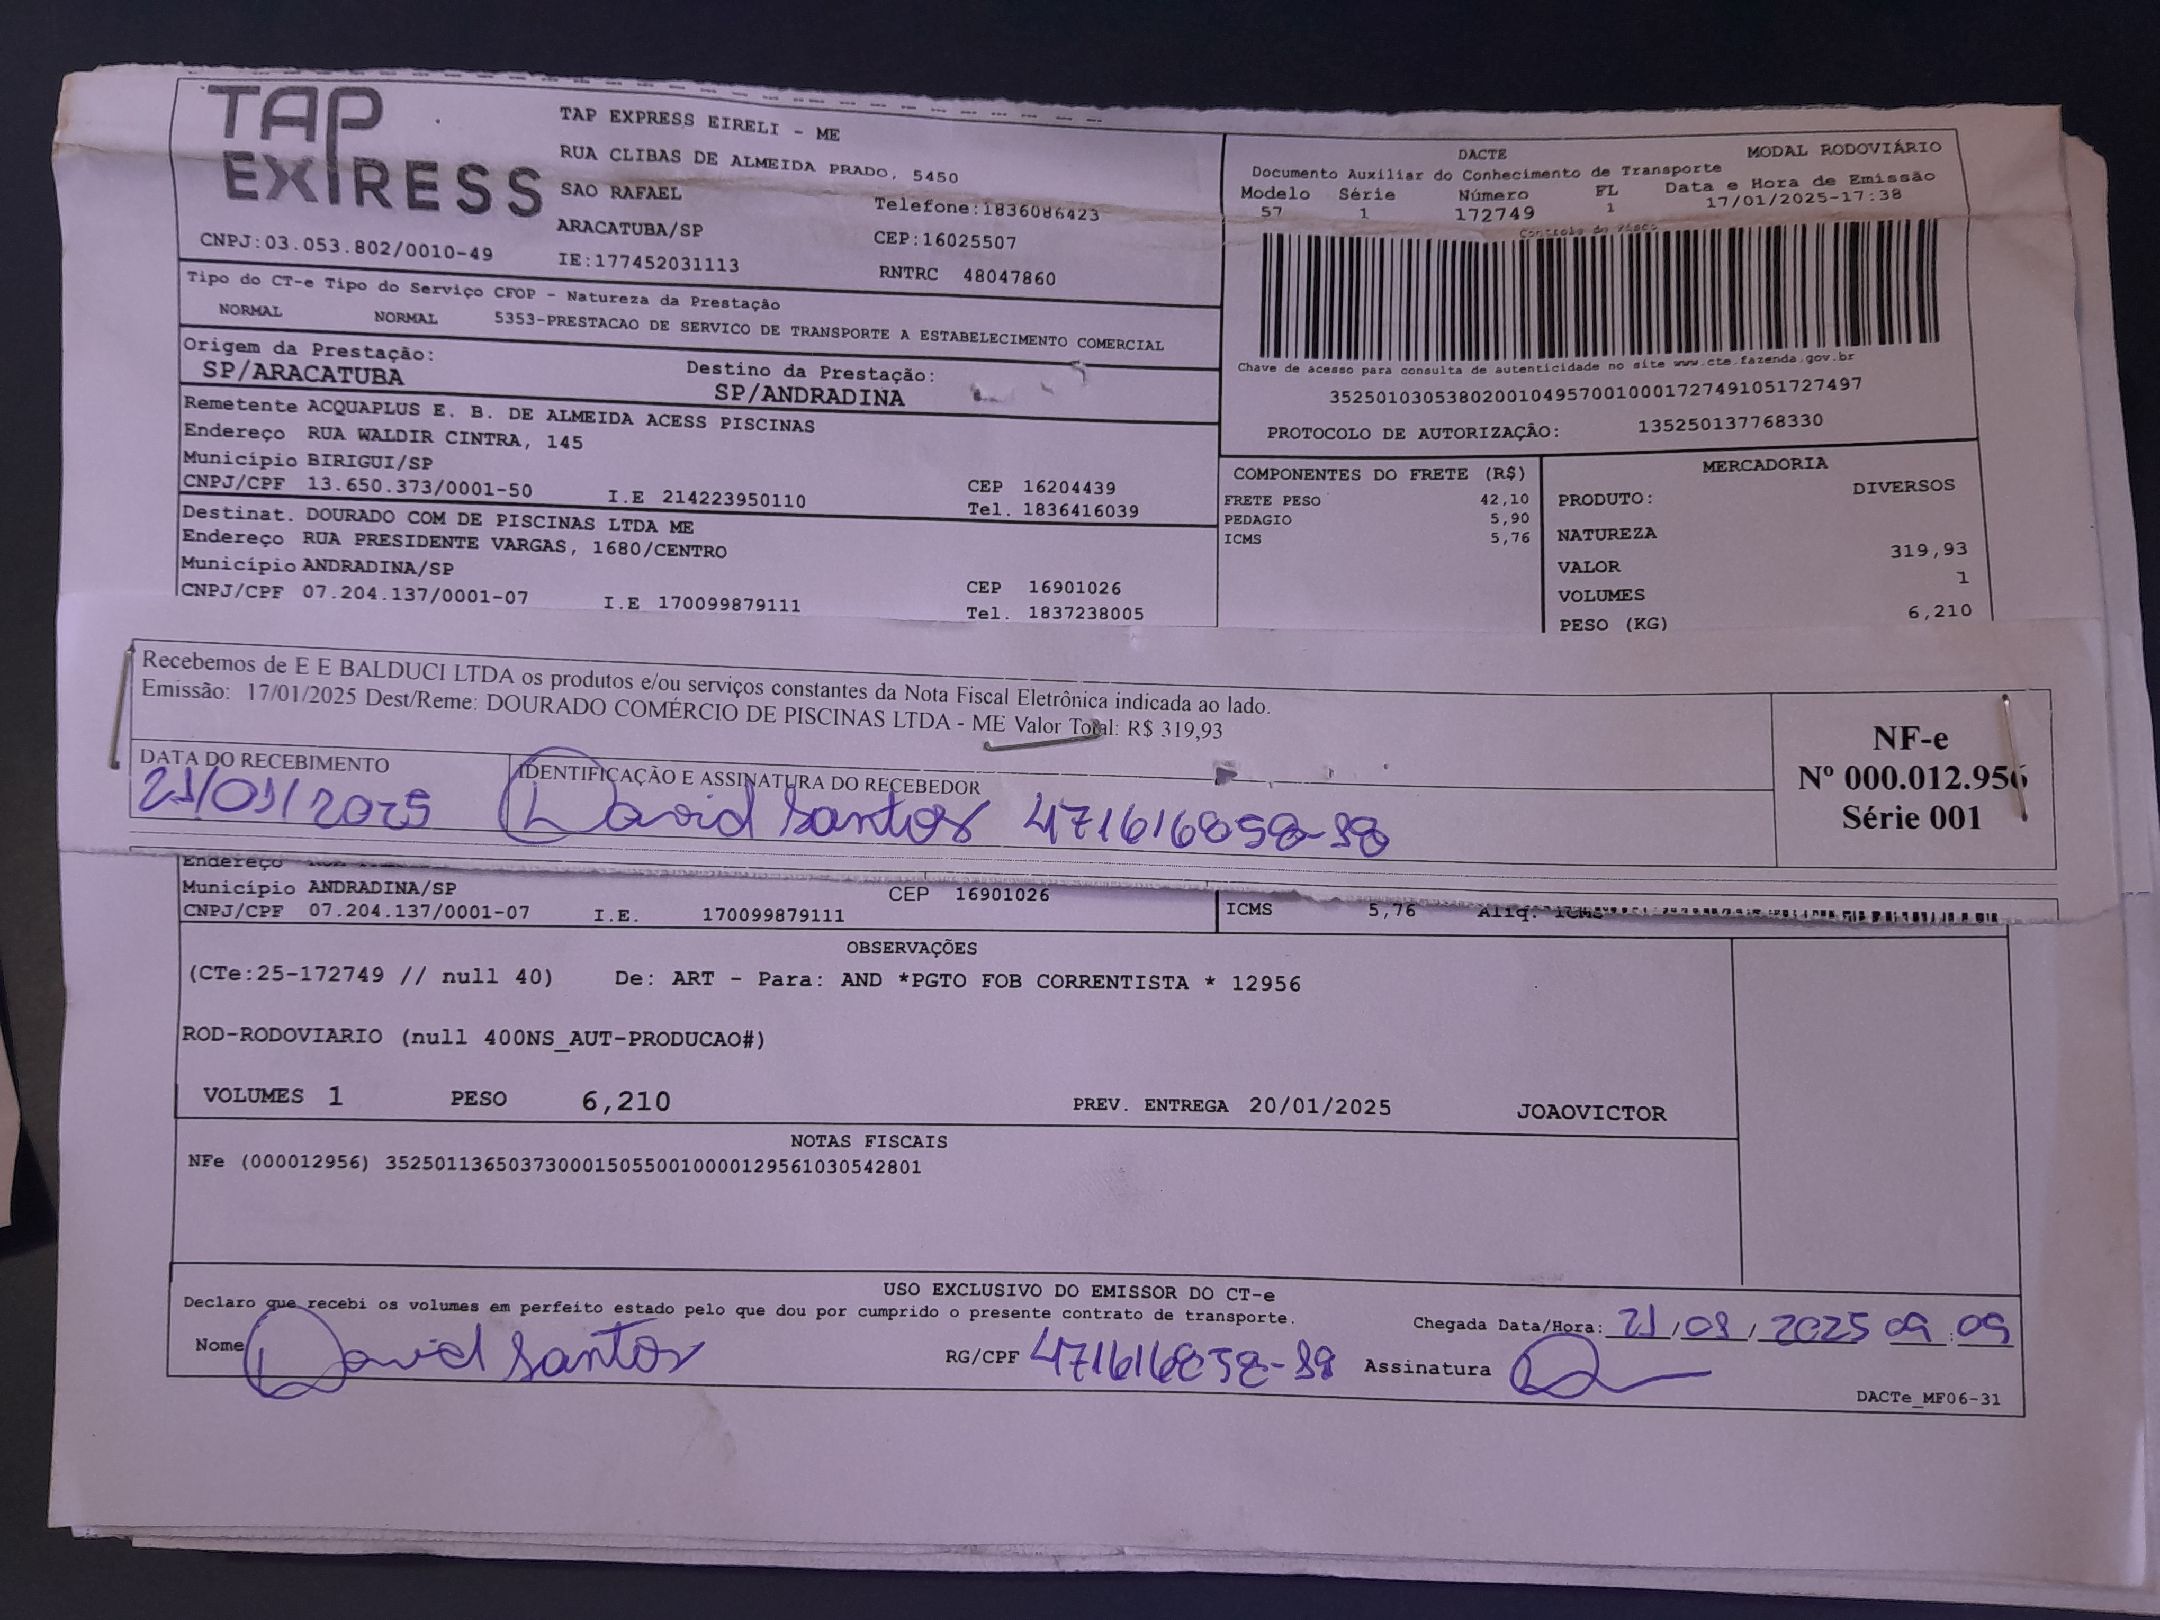 TAP
EXPRESS
CNPJ:03.053.802/0010-49
TAP EXPRESS EIRELI - ME
RUA CLIBAS DE ALMEIDA PRADO, 5450
SAO RAFAEL
Telefone:1836086423
ARACATUBA/SP
CEP:16025507
IE:177452031113
RNTRC 48047860
DACTE
MODAL RODOVIÁRIO
Documento Auxiliar do Conhecimento de Transporte
Modelo Série Número FL Data e Hora de Emissão
57 1 172749 1 17/01/2025-17:38
Controle do Fisco
Chave de acesso para consulta de autenticidade no site www.cte.fazenda.gov.br
35250103053802001049570010001727491051727497
PROTOCOLO DE AUTORIZAÇÃO: 135250137768330
Tipo do CT-e Tipo do Serviço CFOP - Natureza da Prestação
NORMAL NORMAL 5353-PRESTACAO DE SERVICO DE TRANSPORTE A ESTABELECIMENTO COMERCIAL
Origem da Prestação:
SP/ARACATUBA
Destino da Prestação:
SP/ANDRADINA
Remetente ACQUAPLUS E. B. DE ALMEIDA ACESS PISCINAS
Endereço RUA WALDIR CINTRA, 145
Município BIRIGUI/SP
CEP 16204439
CNPJ/CPF 13.650.373/0001-50 I.E 214223950110 Tel. 1836416039
Destinat. DOURADO COM DE PISCINAS LTDA ME
Endereço RUA PRESIDENTE VARGAS, 1680/CENTRO
Município ANDRADINA/SP
CEP 16901026
CNPJ/CPF 07.204.137/0001-07 I.E 170099879111 Tel. 1837238005
COMPONENTES DO FRETE (R$)
FRETE PESO 42,10
PEDAGIO 5,90
ICMS 5,76
MERCADORIA
PRODUTO: DIVERSOS
NATUREZA
VALOR 319,93
VOLUMES 1
PESO (KG) 6,210
Recebemos de E E BALDUCI LTDA os produtos e/ou serviços constantes da Nota Fiscal Eletrônica indicada ao lado.
Emissão: 17/01/2025 Dest/Reme: DOURADO COMÉRCIO DE PISCINAS LTDA - ME Valor Total: R$ 319,93
DATA DO RECEBIMENTO
21/01/2025
IDENTIFICAÇÃO E ASSINATURA DO RECEBEDOR
David Santos
NF-e
Nº 000.012.956
Série 001
Endereço
Município ANDRADINA/SP CEP 16901026
CNPJ/CPF 07.204.137/0001-07 I.E. 170099879111
ICMS 5,76 Aliq. ICMS
OBSERVAÇÕES
(CTe:25-172749 // null 40) De: ART - Para: AND *PGTO FOB CORRENTISTA * 12956
ROD-RODOVIARIO (null 400NS_AUT-PRODUCAO#)
VOLUMES 1 PESO 6,210 PREV. ENTREGA 20/01/2025 JOAOVICTOR
NOTAS FISCAIS
NFe (000012956) 35250113650373000150550010000129561030542801
USO EXCLUSIVO DO EMISSOR DO CT-e
Declaro que recebi os volumes em perfeito estado pelo que dou por cumprido o presente contrato de transporte.
Chegada Data/Hora: 21/01/2025 09:09
Nome David Santos RG/CPF Assinatura
DACTe_MF06-31